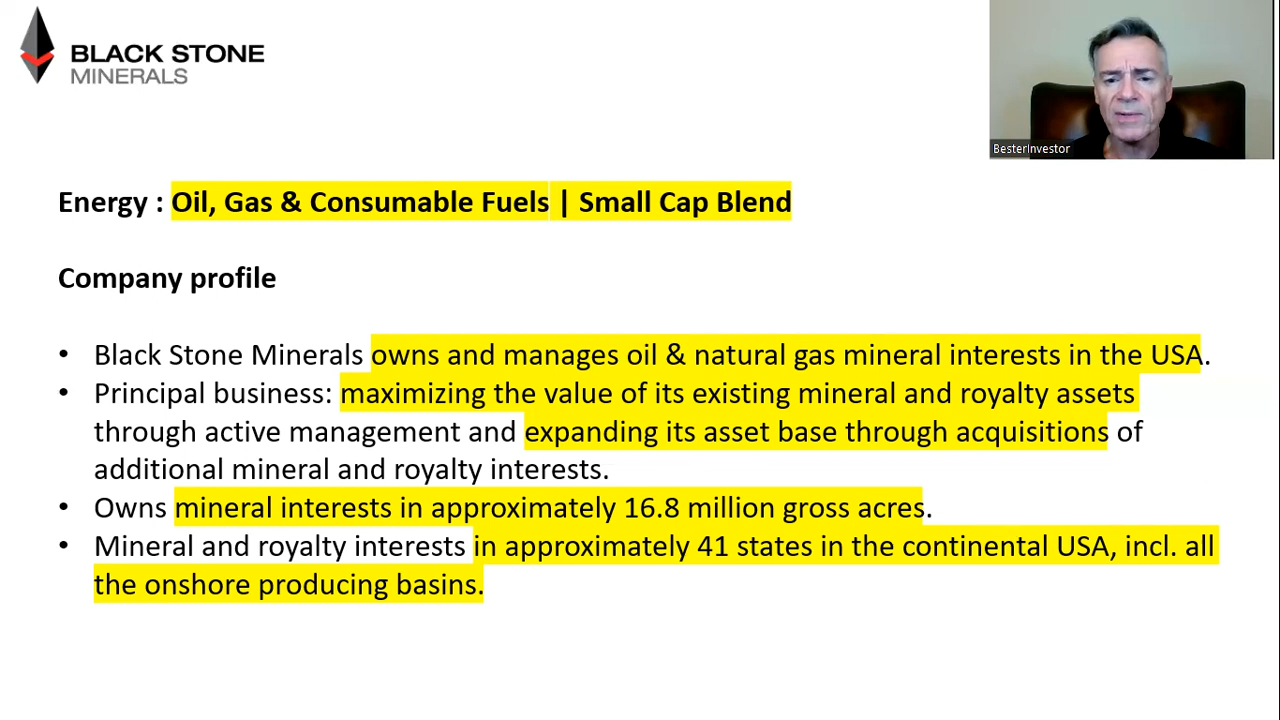 BLACK STONE
MINERALS
BesterInvestor
Energy : Oil, Gas & Consumable Fuels | Small Cap Blend
Company profile
• Black Stone Minerals owns and manages oil & natural gas mineral interests in the USA.
• Principal business: maximizing the value of its existing mineral and royalty assets
through active management and expanding its asset base through acquisitions of
additional mineral and royalty interests.
• Owns mineral interests in approximately 16.8 million gross acres.
• Mineral and royalty interests in approximately 41 states in the continental USA, incl. all
the onshore producing basins.